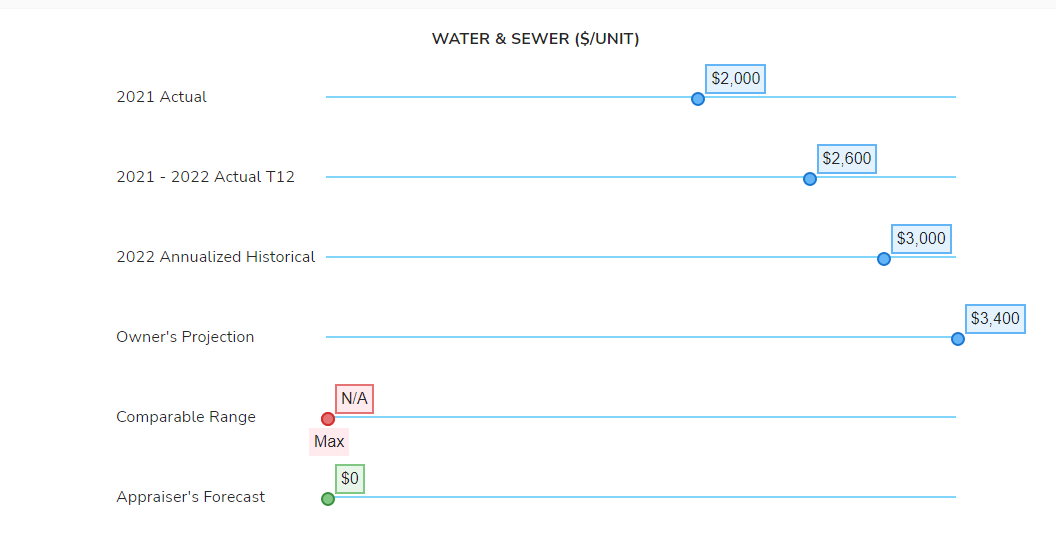 WATER & SEWER ($/UNIT)
2021 Actual
$2,000
2021 - 2022 Actual T12
$2,600
2022 Annualized Historical
$3,000
Owner's Projection
$3,400
Comparable Range
N/A
Max
Appraiser's Forecast
$0